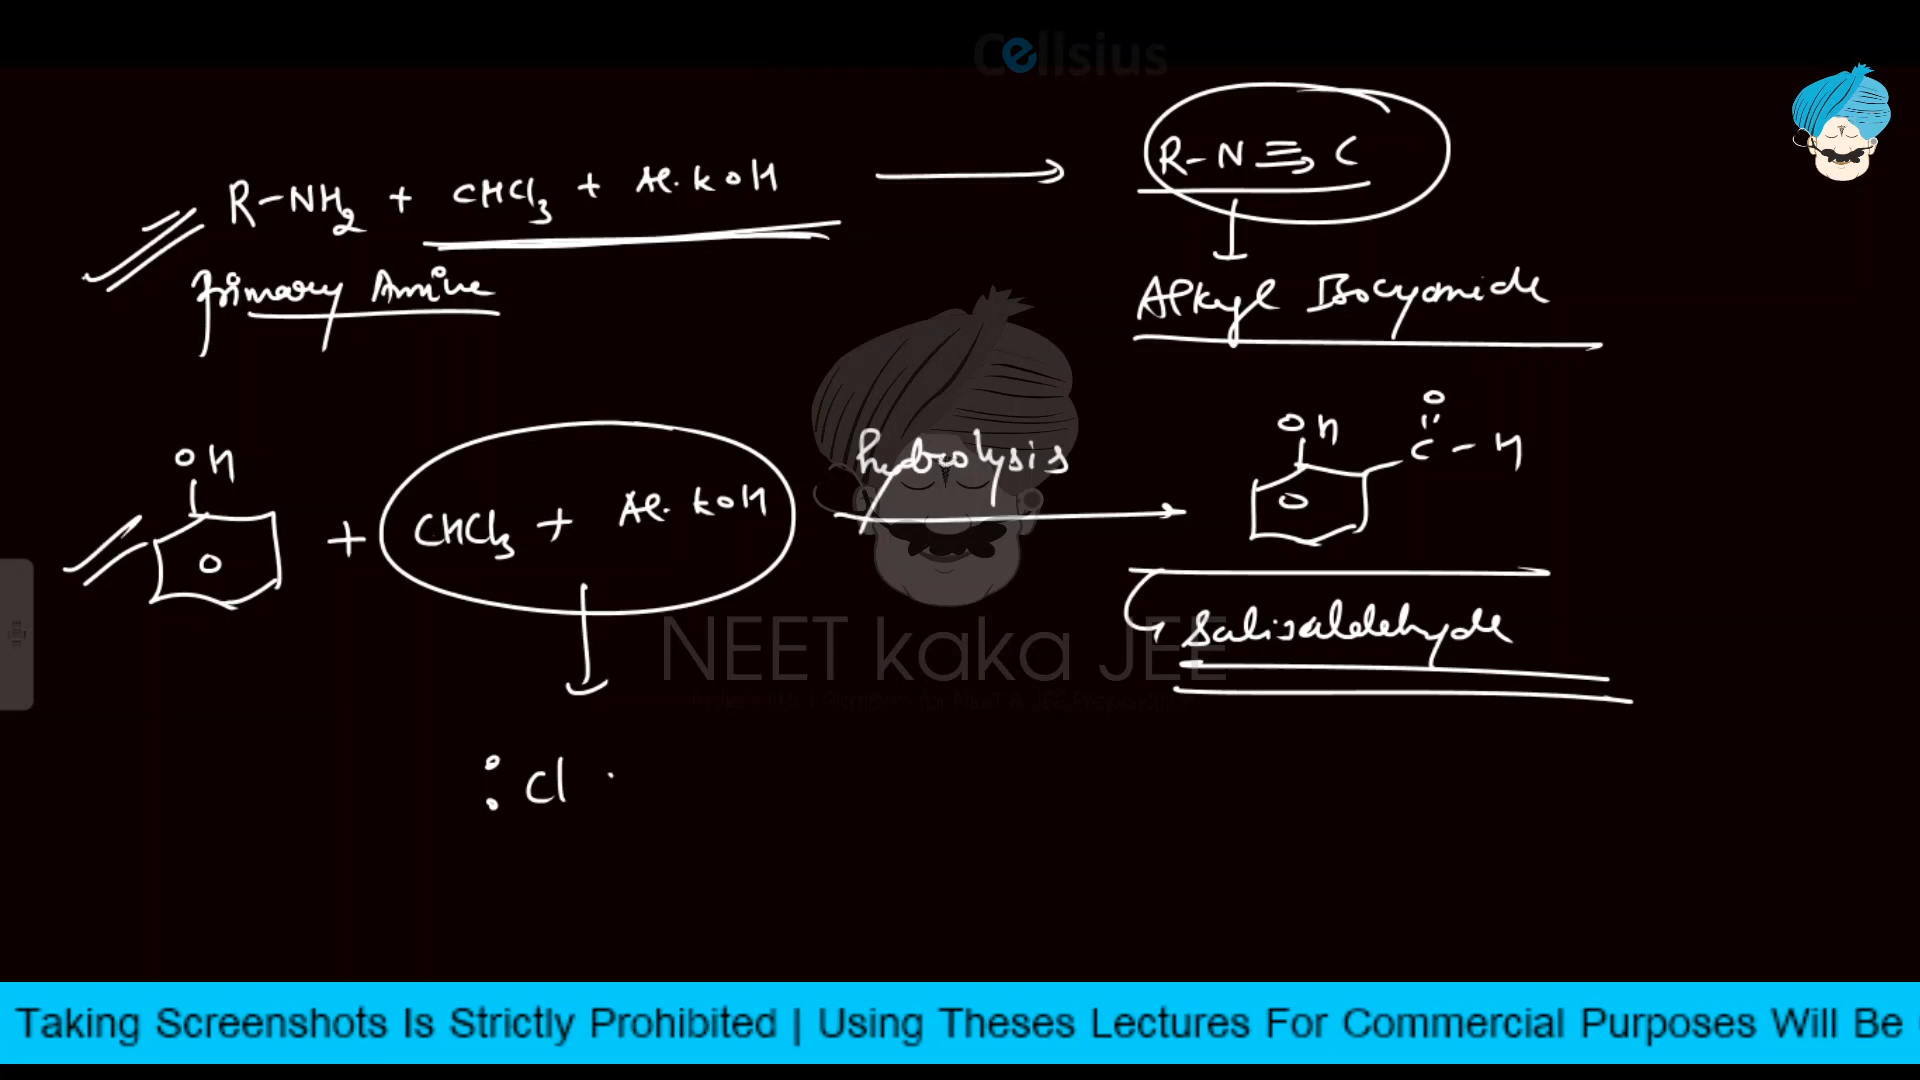 Cellsius
R-NH2 + CHCl3 + Al. KOH → R-N≡C
Primary Amine
Alkyl Isocyanide
OH + CHCl3 + Al. KOH hydrolysis → OH O C - H
Salisaldehyde
NEET kaka JEE
: Cl
Taking Screenshots Is Strictly Prohibited | Using Theses Lectures For Commercial Purposes Will Be